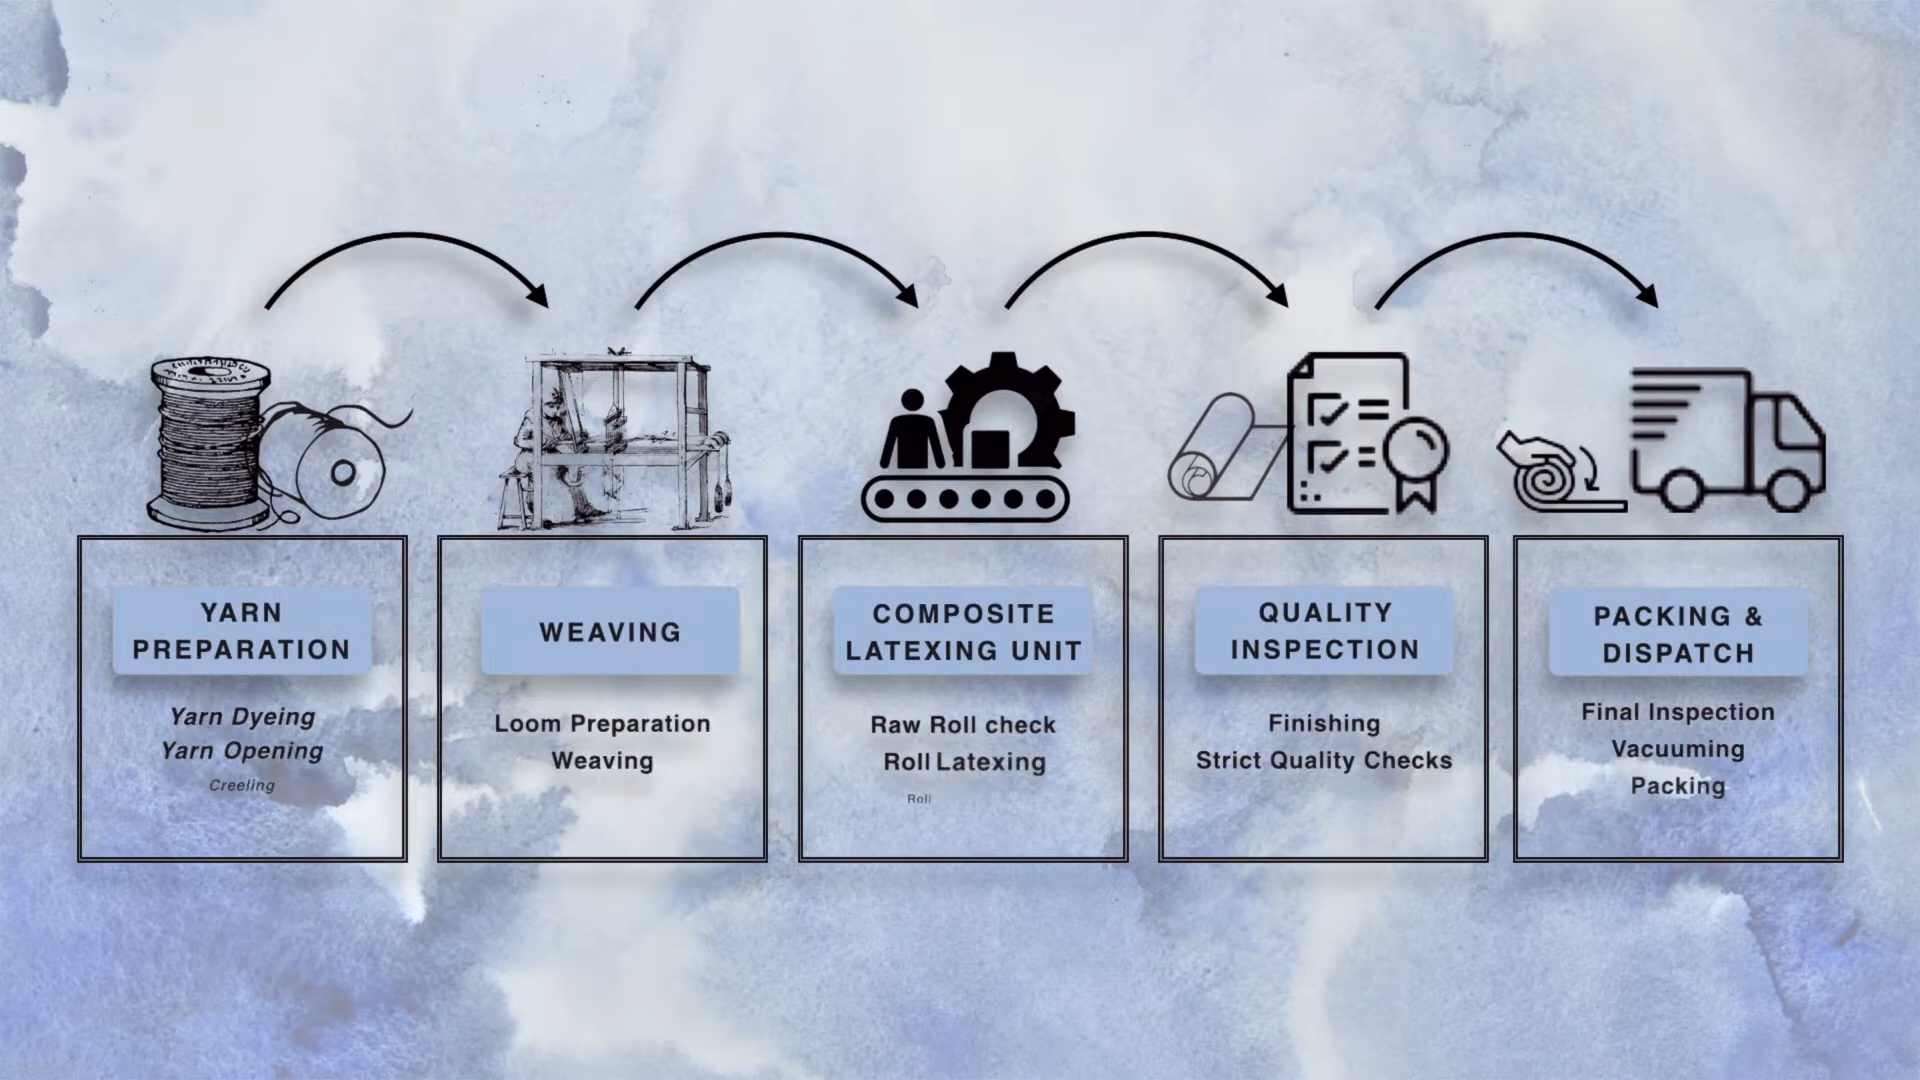 YARN
PREPARATION
Yarn Dyeing
Yarn Opening
Creeling
WEAVING
Loom Preparation
Weaving
COMPOSITE
LATEXING UNIT
Raw Roll check
Roll Latexing
Roll
QUALITY
INSPECTION
Finishing
Strict Quality Checks
PACKING &
DISPATCH
Final Inspection
Vacuuming
Packing